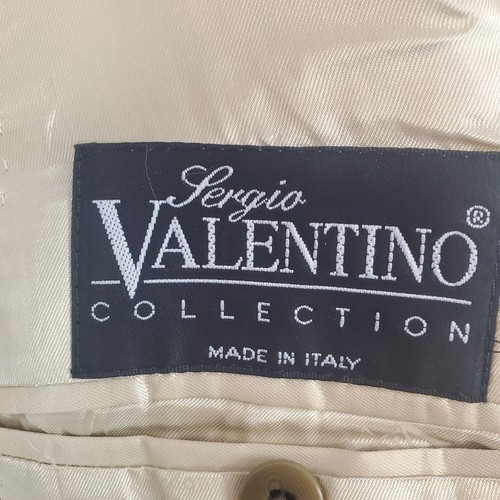 Sergio
VALENTINO®
COLLECTION
MADE IN ITALY